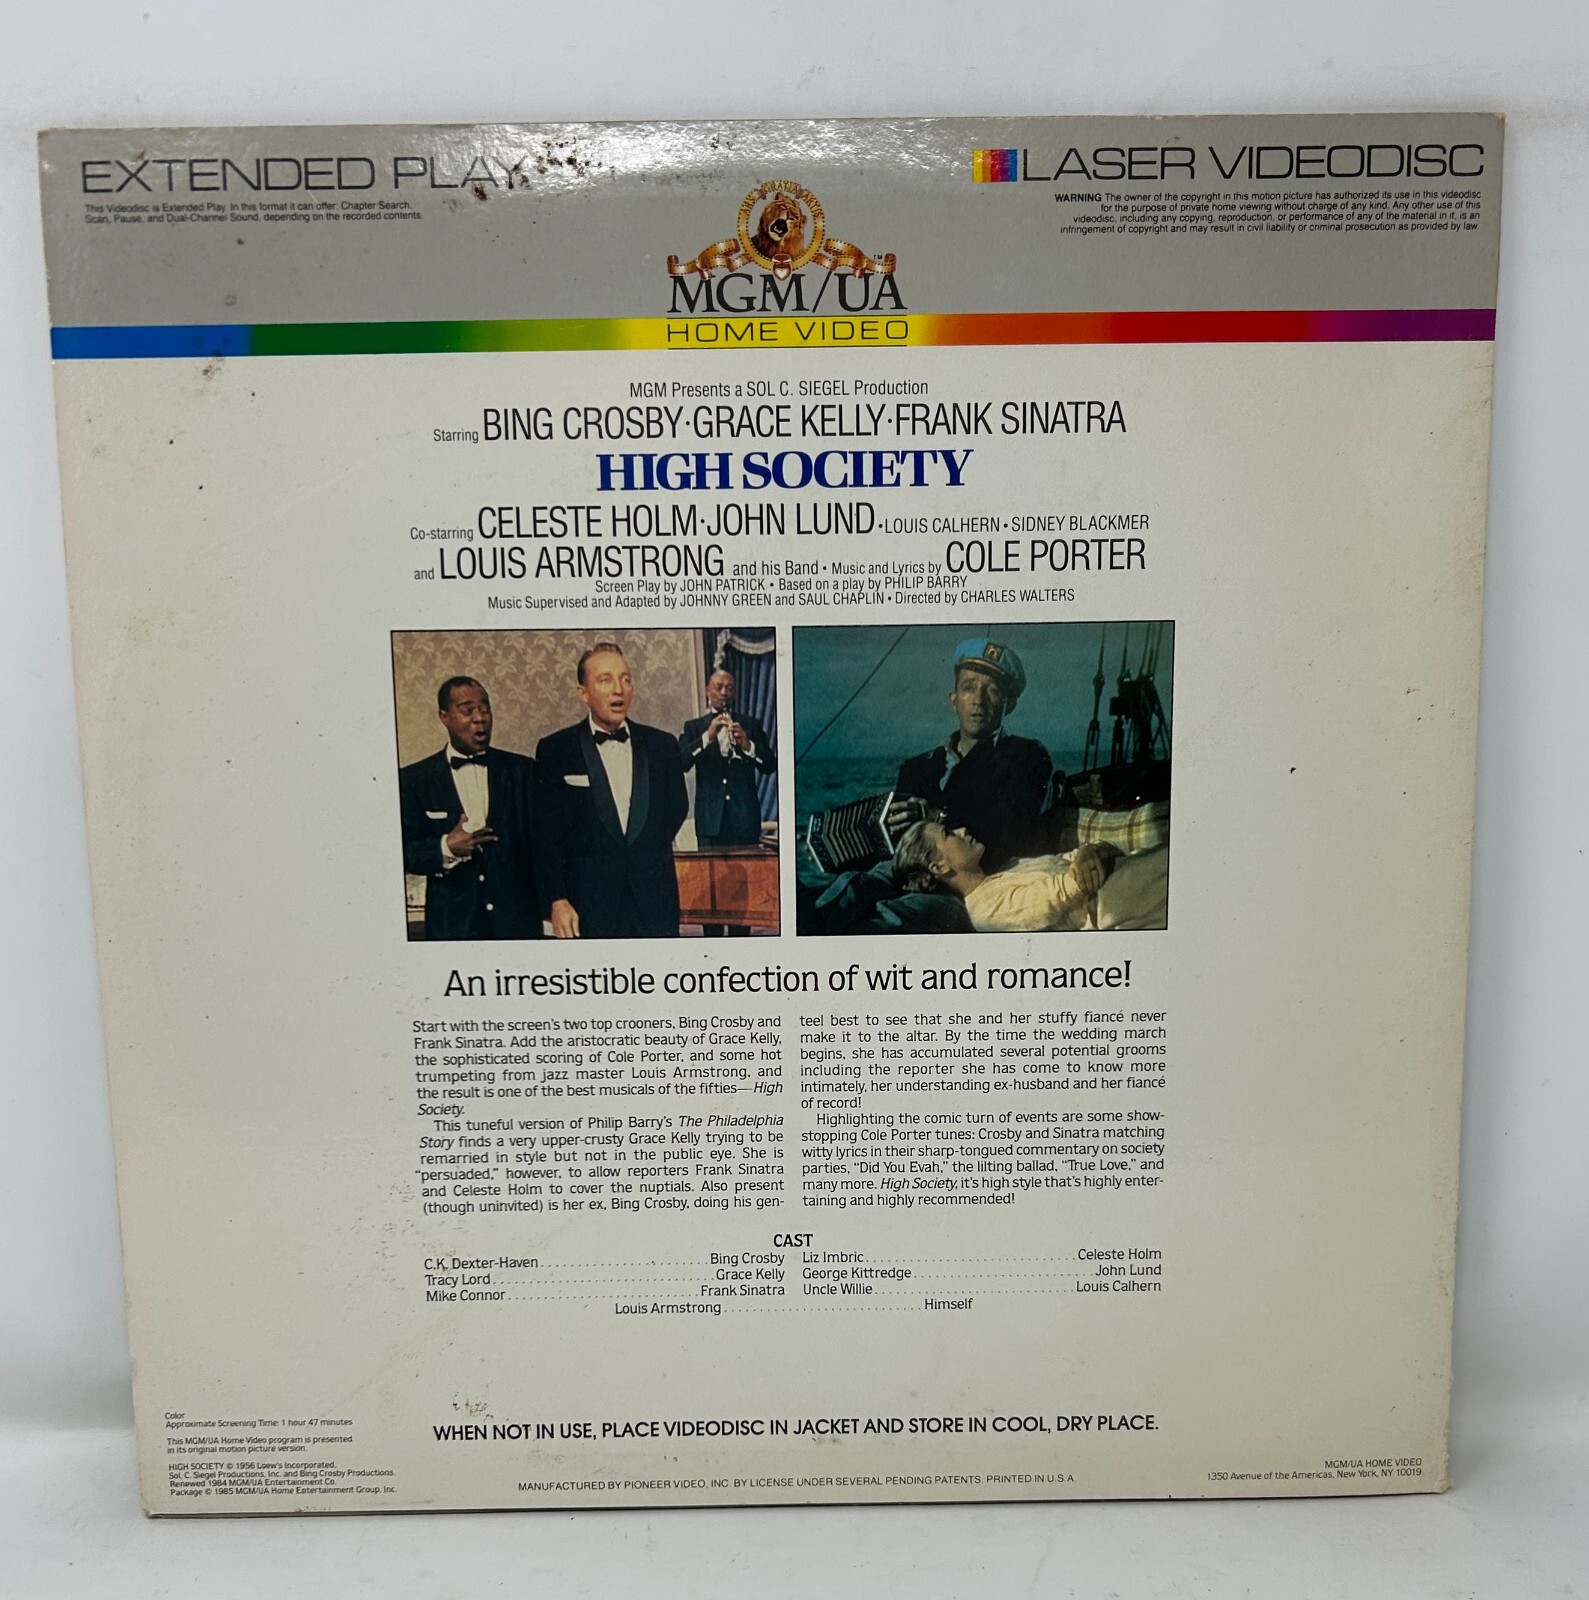 EXTENDED PLAY
This Videodisc is Extended Play. In this format it can offer: Chapter Search,
Scan, Pause, and Dual-Channel Sound, depending on the recorded contents.
LASER VIDEODISC
WARNING The owner of the copyright in this motion picture has authorized its use in this videodisc
for the purpose of private home viewing without charge of any kind. Any other use of this
videodisc, including any copying, reproduction, or performance of any of the material in it, is an
infringement of copyright and may result in civil liability or criminal prosecution as provided by law.
ARS GRATIA ARTIS
TM
MGM/UA
HOME VIDEO
MGM Presents a SOL C. SIEGEL Production
Starring BING CROSBY·GRACE KELLY·FRANK SINATRA
HIGH SOCIETY
Co-starring CELESTE HOLM·JOHN LUND·LOUIS CALHERN·SIDNEY BLACKMER
and LOUIS ARMSTRONG and his Band · Music and Lyrics by COLE PORTER
Screen Play by JOHN PATRICK · Based on a play by PHILIP BARRY
Music Supervised and Adapted by JOHNNY GREEN and SAUL CHAPLIN · Directed by CHARLES WALTERS
An irresistible confection of wit and romance!
Start with the screen's two top crooners, Bing Crosby and
Frank Sinatra. Add the aristocratic beauty of Grace Kelly,
the sophisticated scoring of Cole Porter, and some hot
trumpeting from jazz master Louis Armstrong, and
the result is one of the best musicals of the fifties—High
Society.
This tuneful version of Philip Barry's The Philadelphia
Story finds a very upper-crusty Grace Kelly trying to be
remarried in style but not in the public eye. She is
"persuaded," however, to allow reporters Frank Sinatra
and Celeste Holm to cover the nuptials. Also present
(though uninvited) is her ex, Bing Crosby, doing his gen-
teel best to see that she and her stuffy fiancé never
make it to the altar. By the time the wedding march
begins, she has accumulated several potential grooms
including the reporter she has come to know more
intimately, her understanding ex-husband and her fiancé
of record!
Highlighting the comic turn of events are some show-
stopping Cole Porter tunes: Crosby and Sinatra matching
witty lyrics in their sharp-tongued commentary on society
parties, "Did You Evah," the lilting ballad, "True Love," and
many more. High Society, it's high style that's highly enter-
taining and highly recommended!
CAST
C.K. Dexter-Haven.........................Bing Crosby
Tracy Lord.................................Grace Kelly
Mike Connor............................Frank Sinatra
Liz Imbric...............................Celeste Holm
George Kittredge...........................John Lund
Uncle Willie............................Louis Calhern
Louis Armstrong............................Himself
WHEN NOT IN USE, PLACE VIDEODISC IN JACKET AND STORE IN COOL, DRY PLACE.
Color
Approximate Screening Time: 1 hour 47 minutes
This MGM/UA Home Video program is presented
in its original motion picture version.
HIGH SOCIETY © 1956 Loew's Incorporated,
Sol. C. Siegel Productions, Inc. and Bing Crosby Productions.
Renewed 1984 MGM/UA Entertainment Co.
Package © 1985 MGM/UA Home Entertainment Group, Inc.
MANUFACTURED BY PIONEER VIDEO, INC. BY LICENSE UNDER SEVERAL PENDING PATENTS. PRINTED IN U.S.A.
MGM/UA HOME VIDEO
1350 Avenue of the Americas, New York, NY 10019